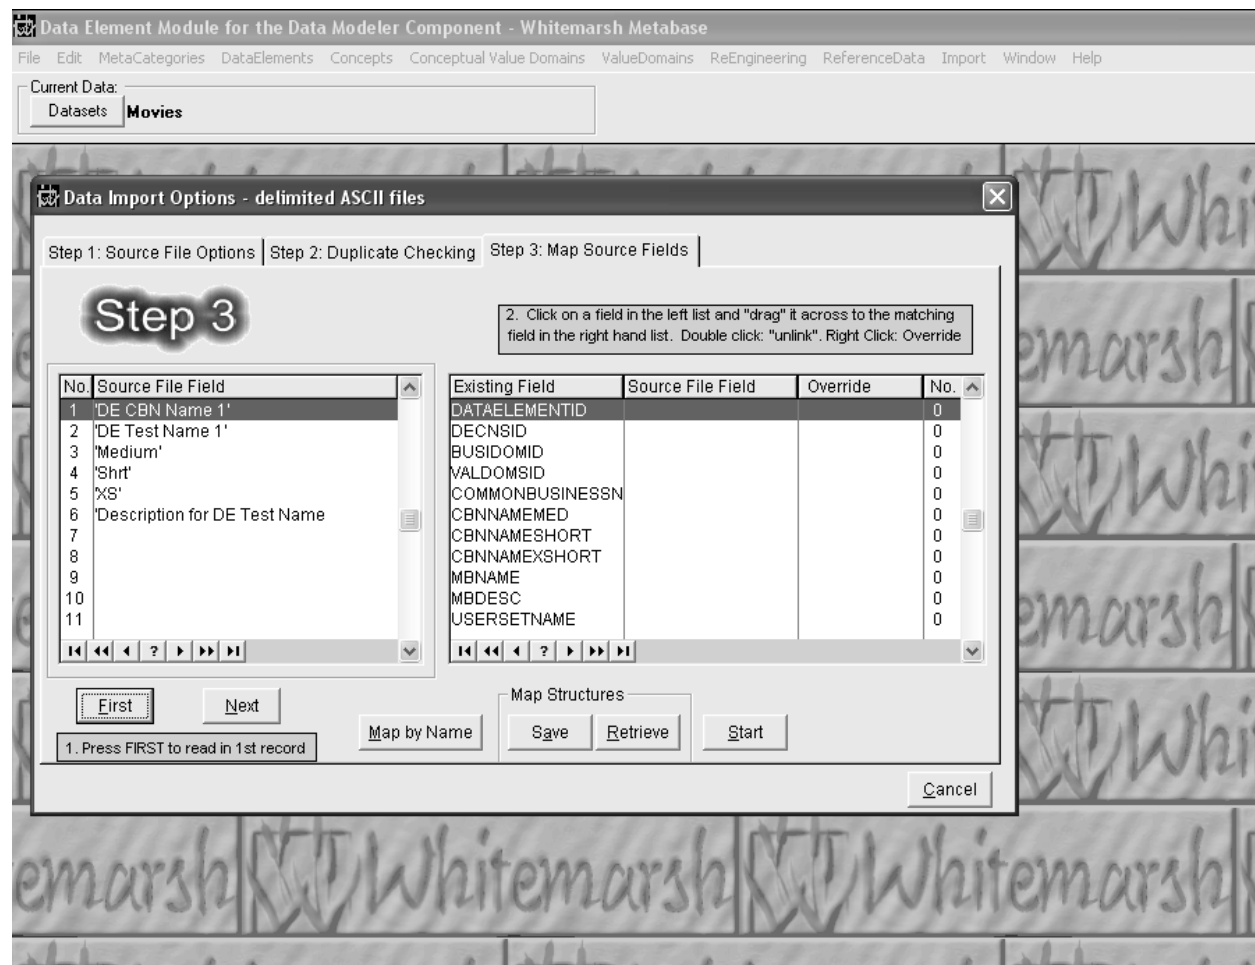 Data Element Module for the Data Modeler Component - Whitemarsh Metabase
File Edit MetaCategories DataElements Concepts Conceptual Value Domains ValueDomains ReEngineering ReferenceData Import Window Help
Current Data:
Datasets Movies
Data Import Options - delimited ASCII files
Step 1: Source File Options Step 2: Duplicate Checking Step 3: Map Source Fields
Step 3
2. Click on a field in the left list and "drag" it across to the matching
field in the right hand list. Double click: "unlink". Right Click: Override
No. Source File Field
1 'DE CBN Name 1'
2 'DE Test Name 1'
3 'Medium'
4 'Shrt'
5 'XS'
6 'Description for DE Test Name
7
8
9
10
11
?
Existing Field Source File Field Override No.
DATAELEMENTID 0
DECNSID 0
BUSIDOMID 0
VALDOMSID 0
COMMONBUSINESSN 0
CBNNAMEMED 0
CBNNAMESHORT 0
CBNNAMEXSHORT 0
MBNAME 0
MBDESC 0
USERSETNAME 0
?
First Next
1. Press FIRST to read in 1st record
Map by Name
Map Structures
Save Retrieve Start
Cancel
Whitemarsh